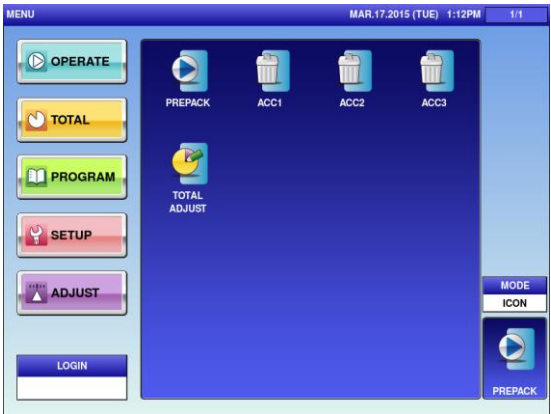 MENU
MAR.17.2015 (TUE) 1:12PM
1/1
OPERATE
TOTAL
PROGRAM
SETUP
ADJUST
LOGIN
PREPACK
ACC1
ACC2
ACC3
TOTAL
ADJUST
MODE
ICON
PREPACK